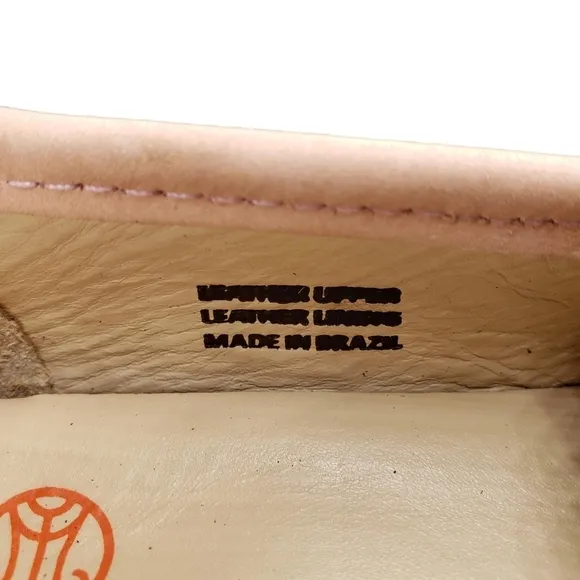 LEATHER UPPER
LEATHER LINING
MADE IN BRAZIL